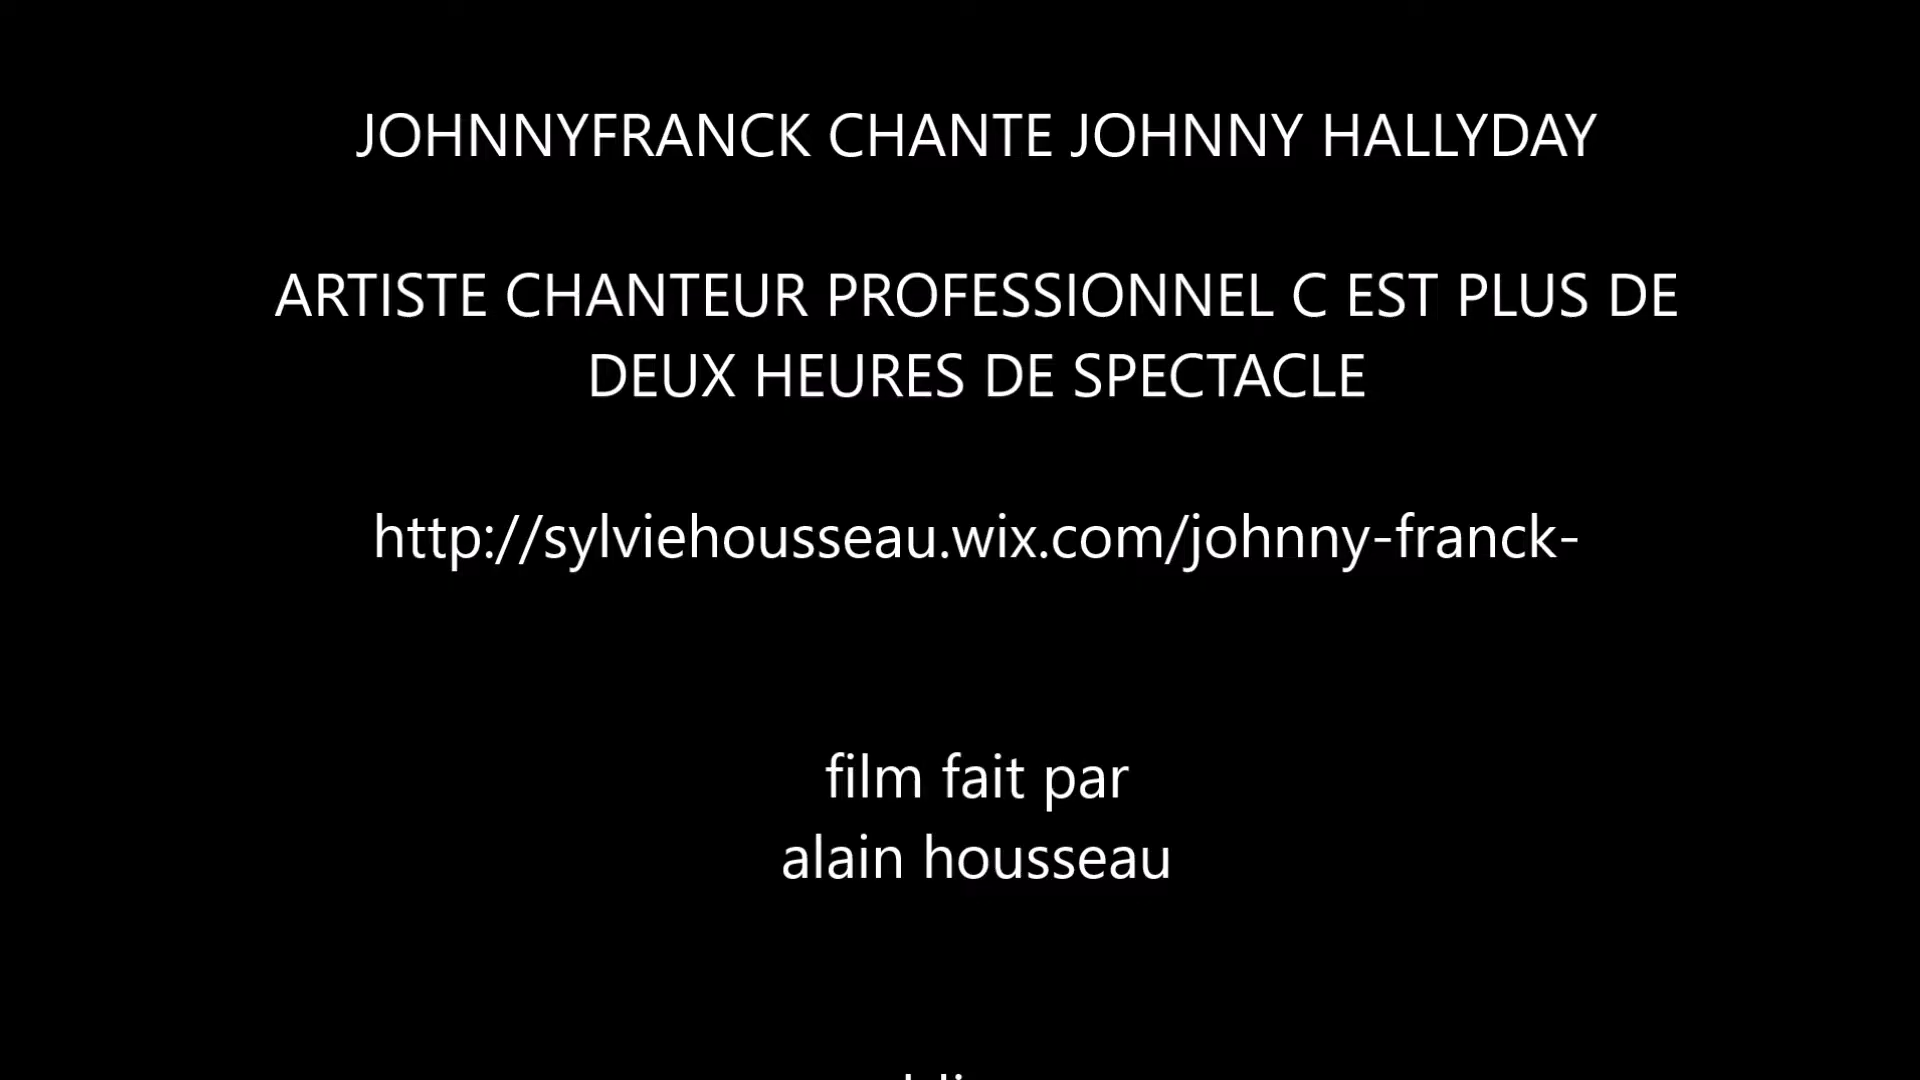 JOHNNYFRANCK CHANTE JOHNNY HALLYDAY
ARTISTE CHANTEUR PROFESSIONNEL C EST PLUS DE
DEUX HEURES DE SPECTACLE
http://sylviehousseau.wix.com/johnny-franck-
film fait par
alain housseau